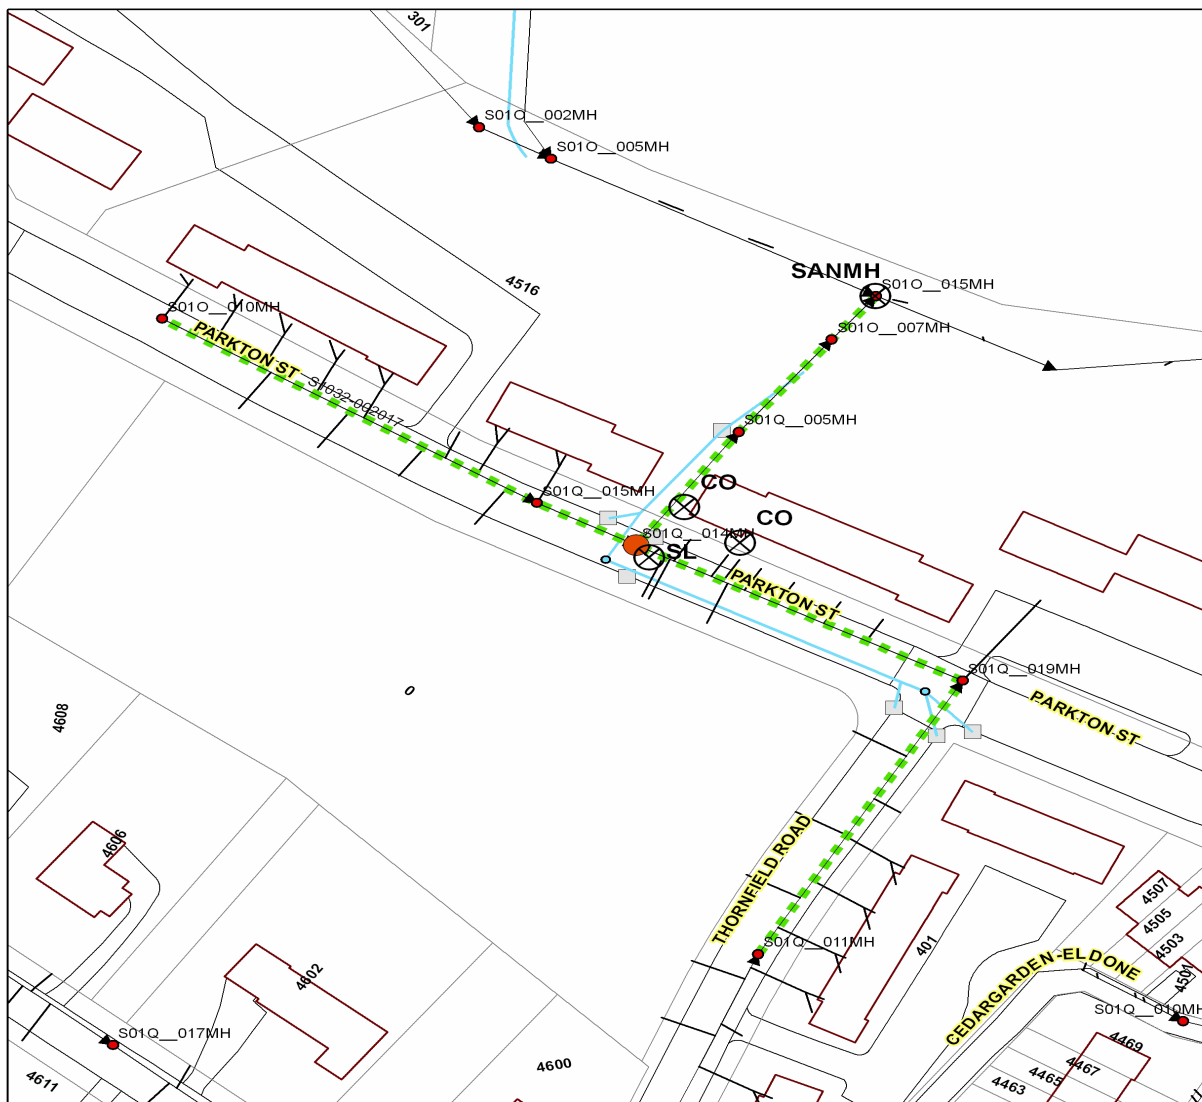 301
S01O__002MH
S01O__005MH
SANMH
S01O__015MH
4516
S01O__010MH
S01O__007MH
PARKTON ST
S1032-002017
S01Q__005MH
CO
S01Q__015MH
CO
S01Q__014MH
SL
PARKTON ST
S01Q__019MH
0
PARKTON ST
4608
4606
THORNFIELD ROAD
4507
4505
4503
4501
401
S01Q__011MH
CEDARGARDEN-ELDONE
4602
S01Q__010MH
S01Q__017MH
4469
4467
4465
4463
4600
4611